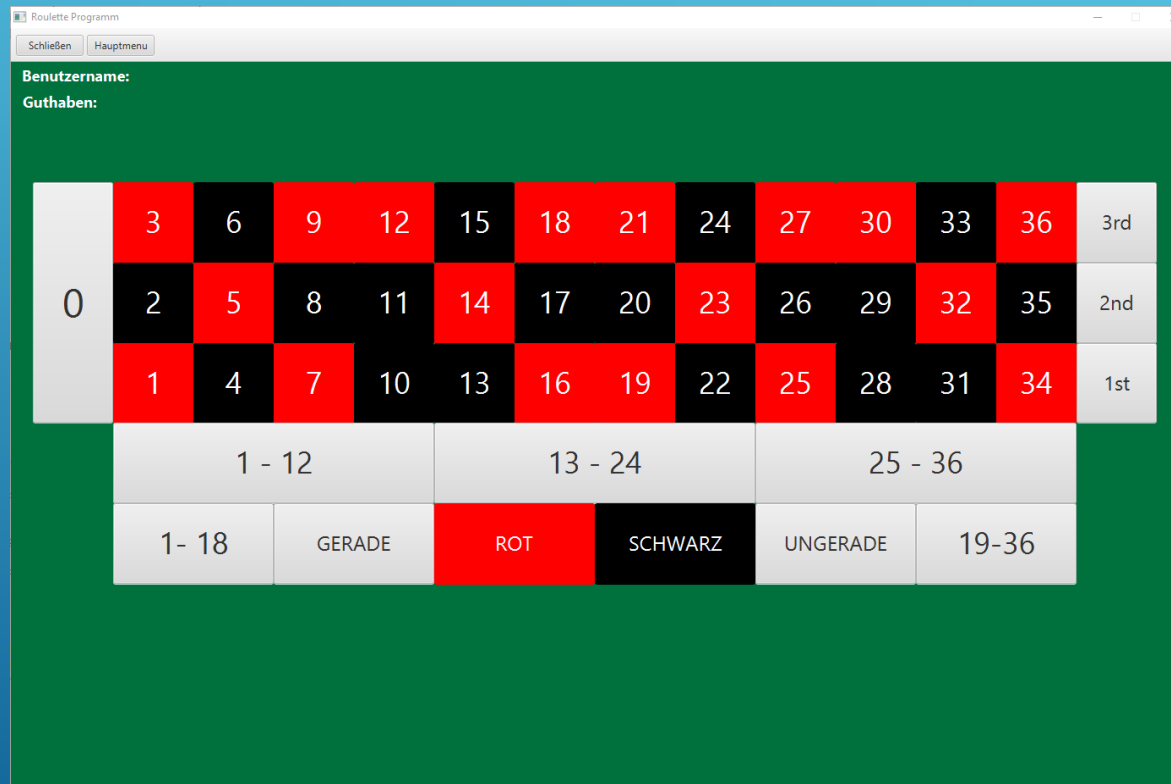 Roulette Programm
Schließen Hauptmenu
Benutzername:
Guthaben:
3 6 9 12 15 18 21 24 27 30 33 36 3rd
0 2 5 8 11 14 17 20 23 26 29 32 35 2nd
1 4 7 10 13 16 19 22 25 28 31 34 1st
1 - 12 13 - 24 25 - 36
1- 18 GERADE ROT SCHWARZ UNGERADE 19-36